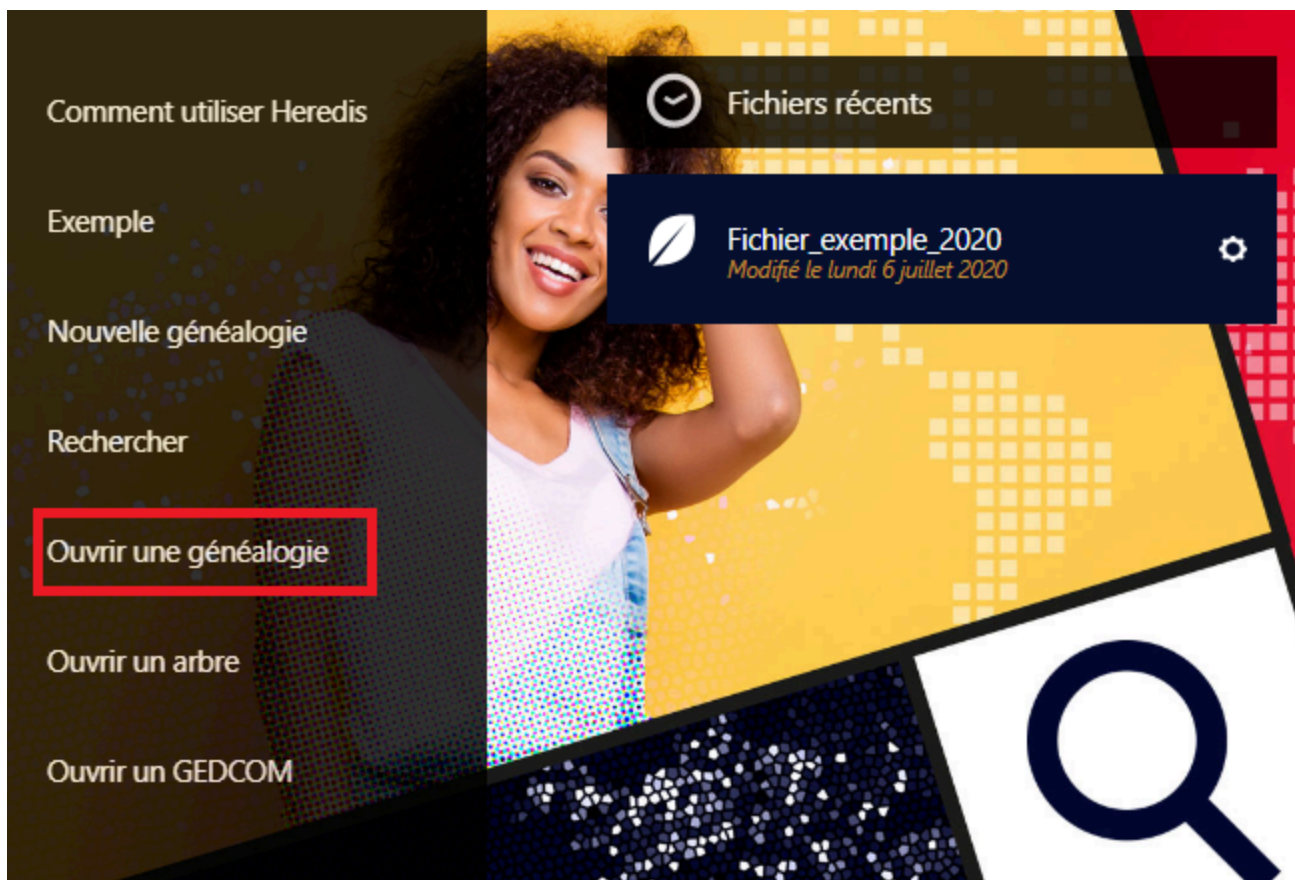 Comment utiliser Heredis
Exemple
Nouvelle généalogie
Rechercher
Ouvrir une généalogie
Ouvrir un arbre
Ouvrir un GEDCOM
Fichiers récents
Fichier_exemple_2020
Modifié le lundi 6 juillet 2020